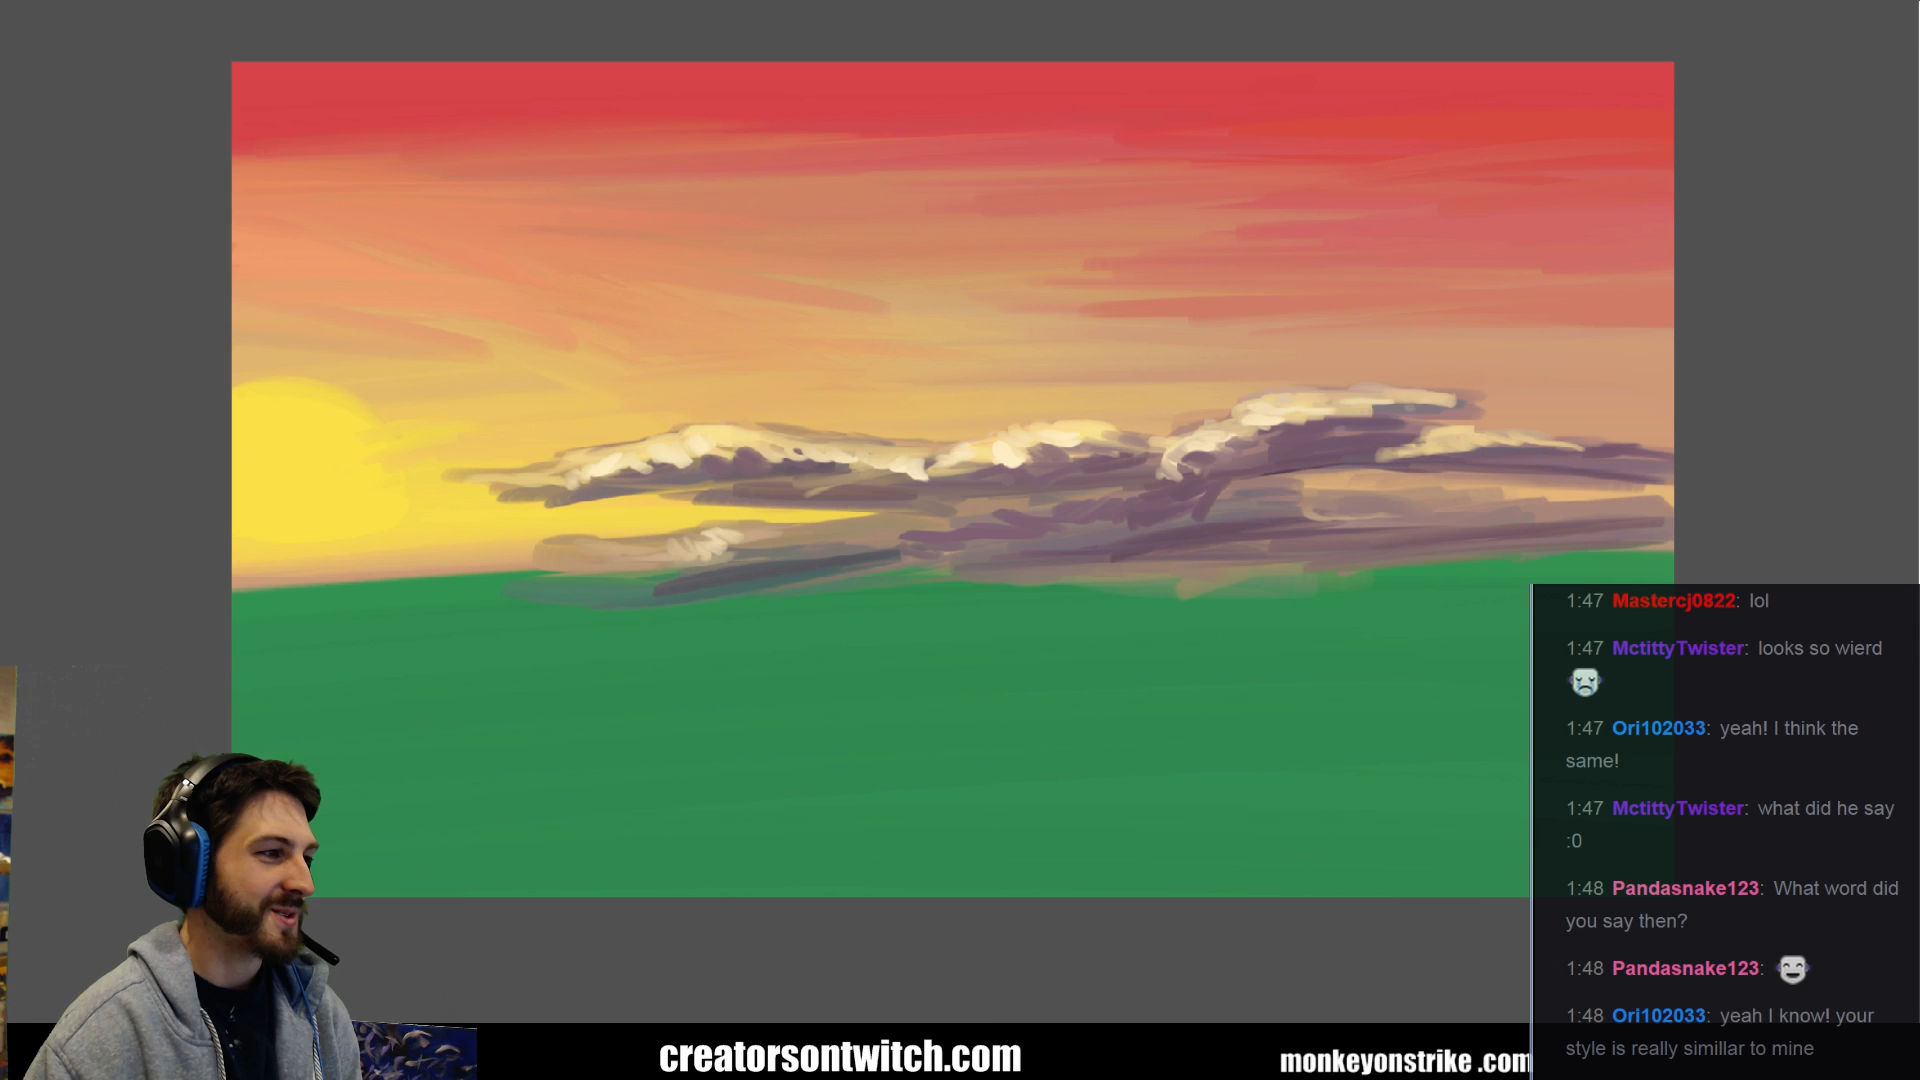 1:47 Mastercj0822: lol
1:47 MctittyTwister: looks so wierd
1:47 Ori102033: yeah! I think the
same!
1:47 MctittyTwister: what did he say
:0
1:48 Pandasnake123: What word did
you say then?
1:48 Pandasnake123:
1:48 Ori102033: yeah I know! your
style is really simillar to mine
creatorsontwitch.com
monkeyonstrike .com